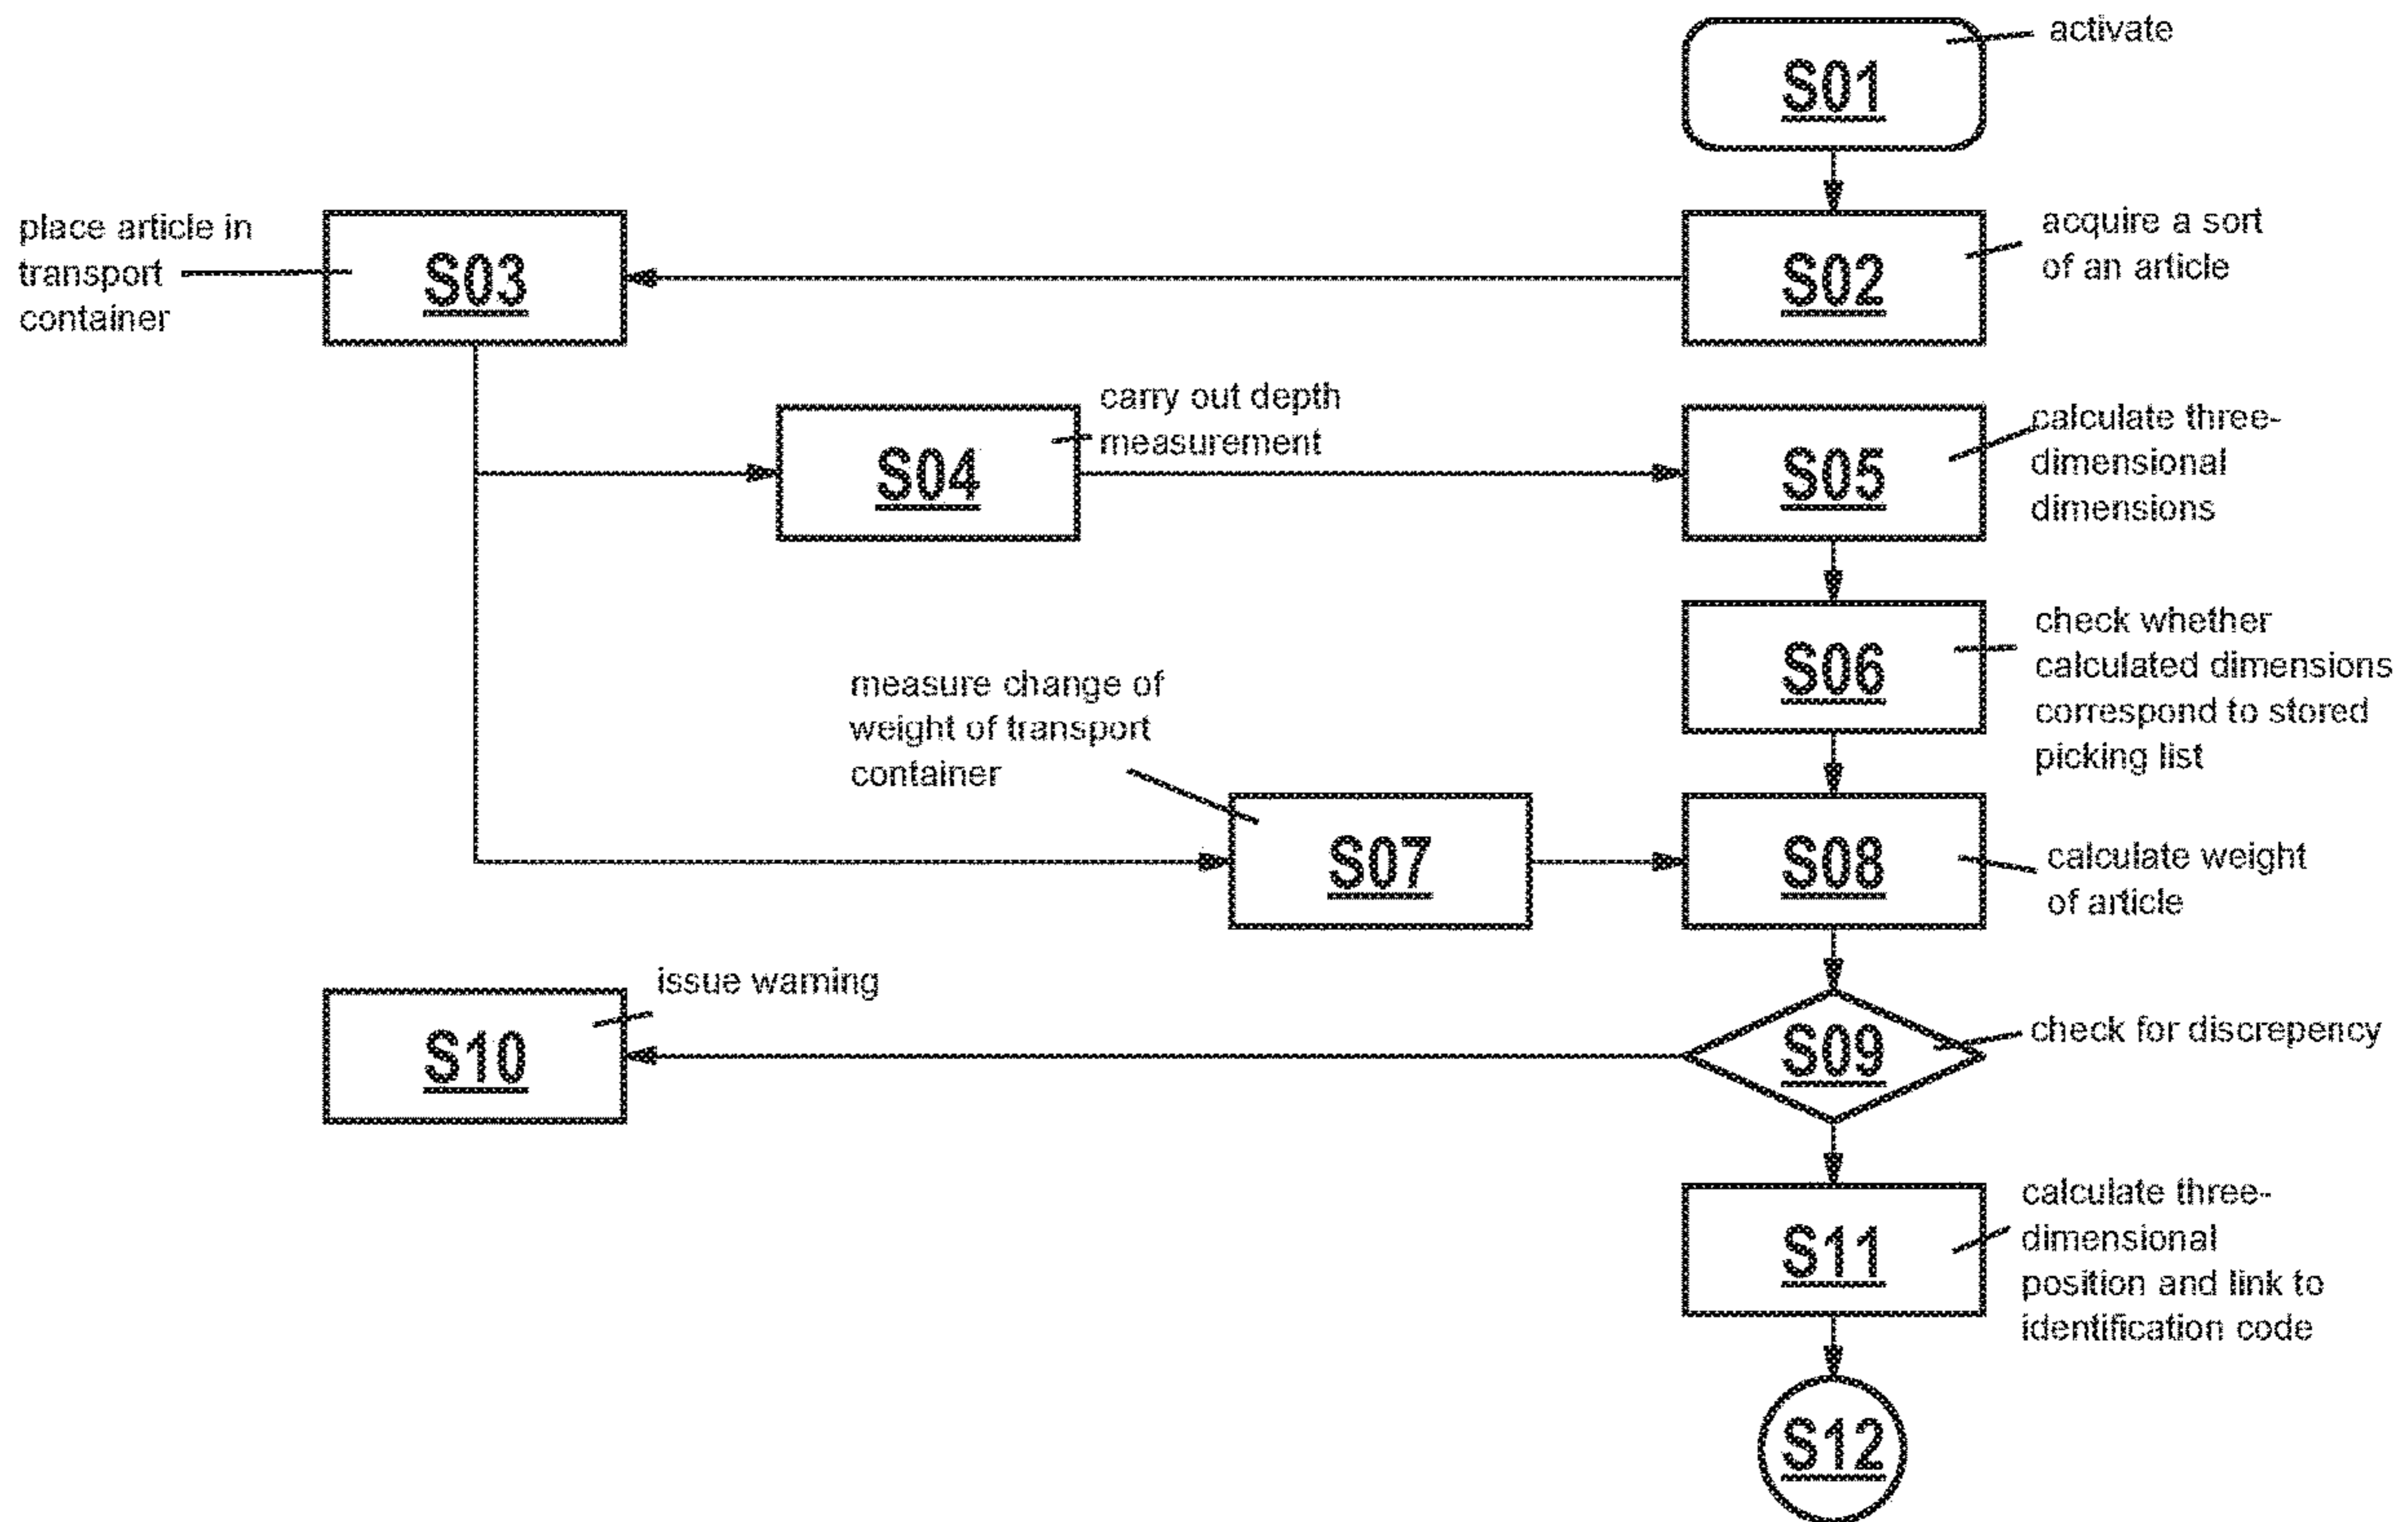 activate
S01
place article in
transport
container
S03
S02
acquire a sort
of an article
S04
carry out depth
measurement
S05
calculate three-
dimensional
dimensions
S06
check whether
calculated dimensions
correspond to stored
picking list
measure change of
weight of transport
container
S07
S08
calculate weight
of article
S10
issue warning
S09
check for discrepency
S11
calculate three-
dimensional
position and link to
identification code
S12